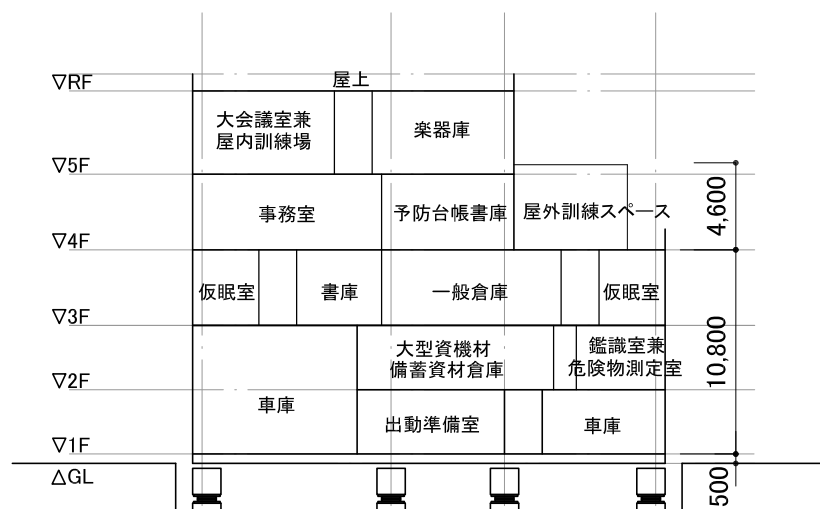 ▽RF
屋上
大会議室兼
屋内訓練場
楽器庫
▽5F
事務室
予防台帳書庫
屋外訓練スペース
4,600
▽4F
仮眠室
書庫
一般倉庫
仮眠室
▽3F
大型資機材
備蓄資材倉庫
鑑識室兼
危険物測定室
10,800
▽2F
車庫
出動準備室
車庫
▽1F
△GL
500